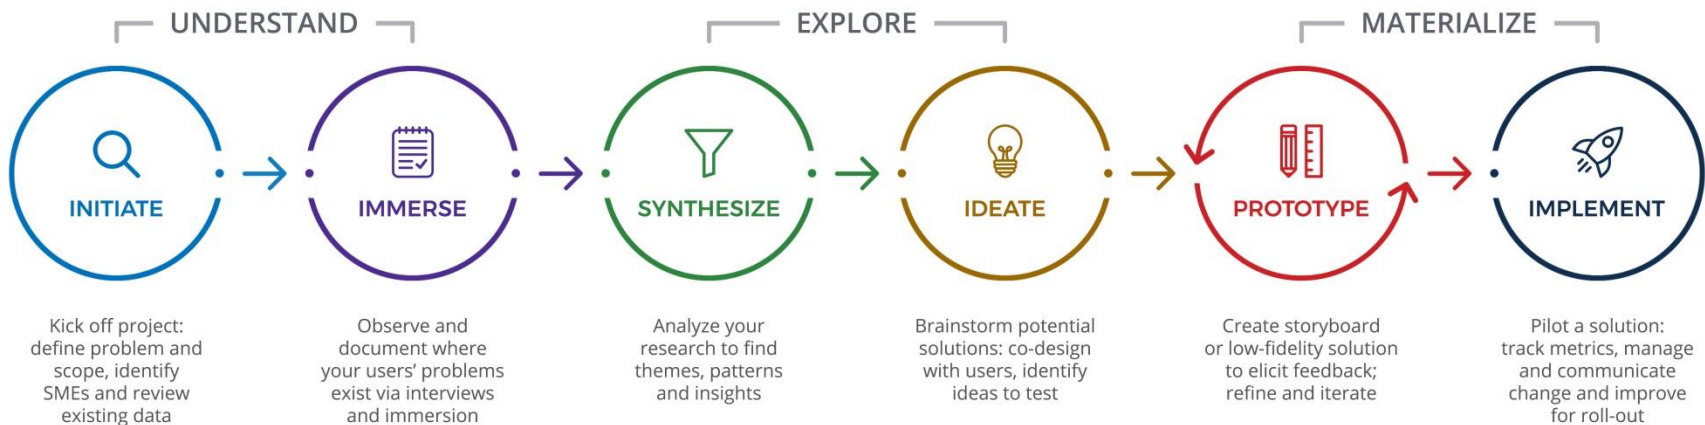 UNDERSTAND
EXPLORE
MATERIALIZE
INITIATE
IMMERSE
SYNTHESIZE
IDEATE
PROTOTYPE
IMPLEMENT
Kick off project:
define problem and
scope, identify
SMEs and review
existing data
Observe and
document where
your users’ problems
exist via interviews
and immersion
Analyze your
research to find
themes, patterns
and insights
Brainstorm potential
solutions: co-design
with users, identify
ideas to test
Create storyboard
or low-fidelity solution
to elicit feedback;
refine and iterate
Pilot a solution:
track metrics, manage
and communicate
change and improve
for roll-out